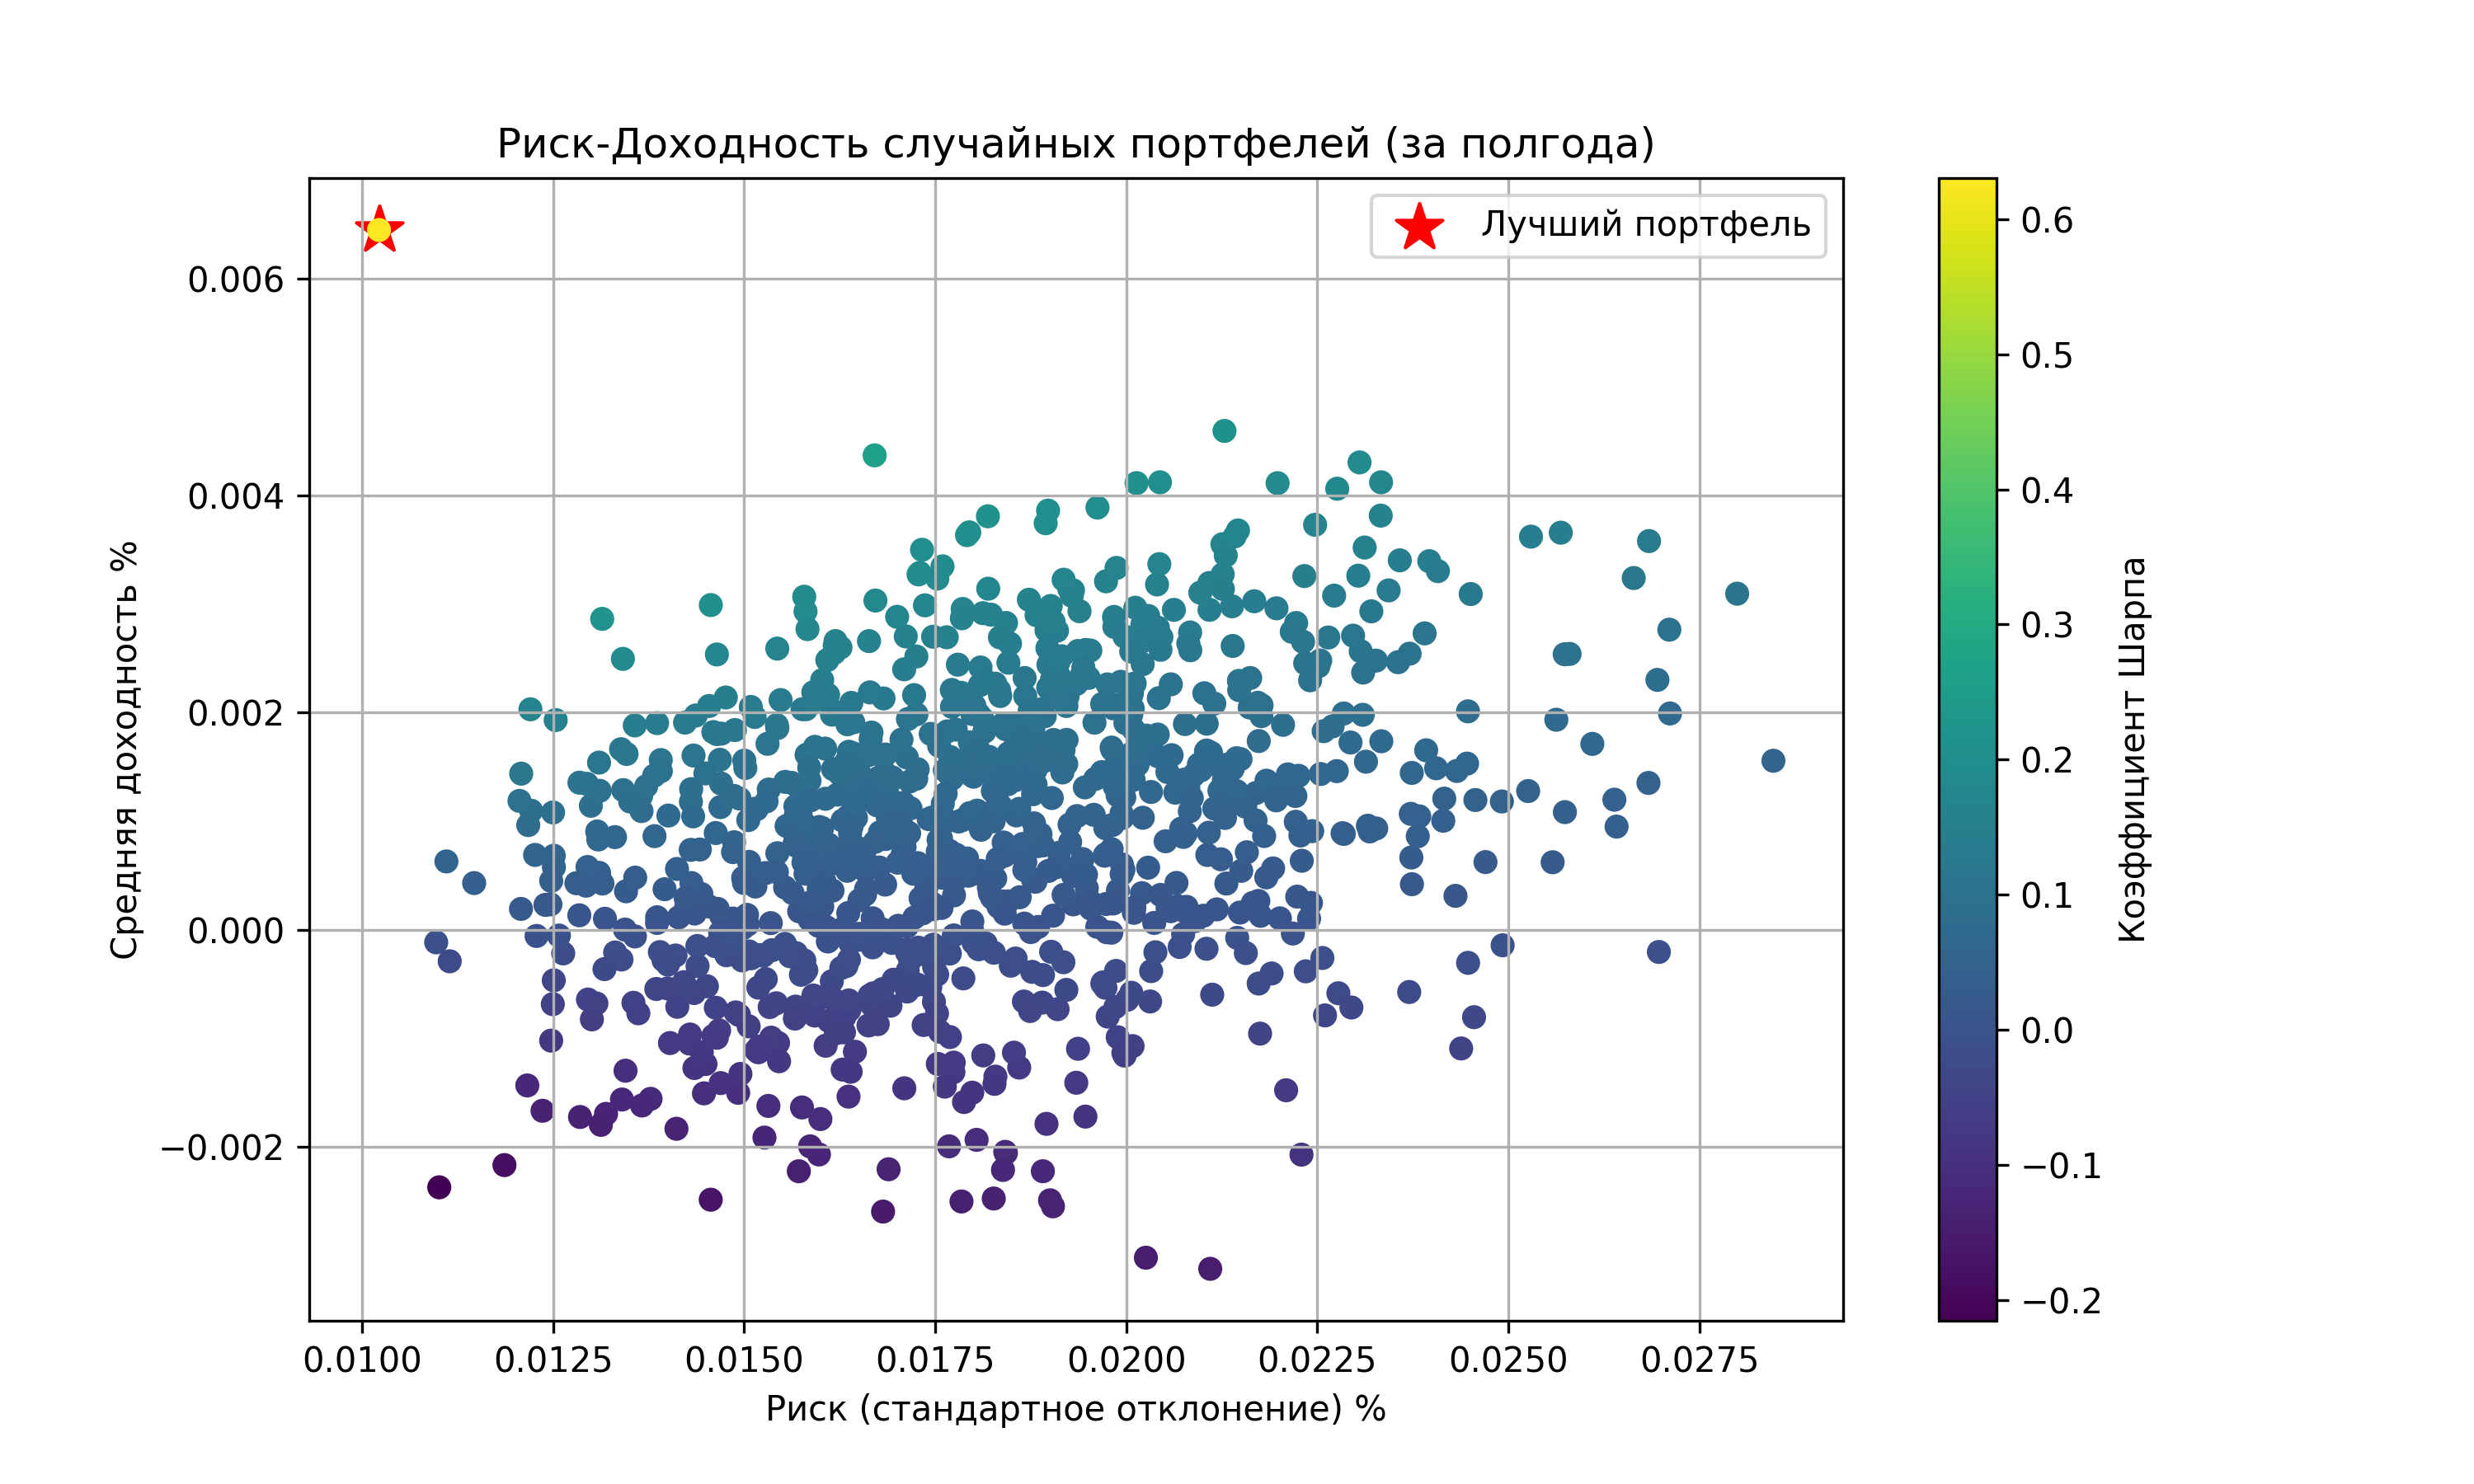 Риск-Доходность случайных портфелей (за полгода)
Лучший портфель
Средняя доходность %
0.006
0.004
0.002
0.000
−0.002
0.0100 0.0125 0.0150 0.0175 0.0200 0.0225 0.0250 0.0275
Риск (стандартное отклонение) %
0.6
0.5
0.4
0.3
0.2
0.1
0.0
−0.1
−0.2
Коэффициент Шарпа